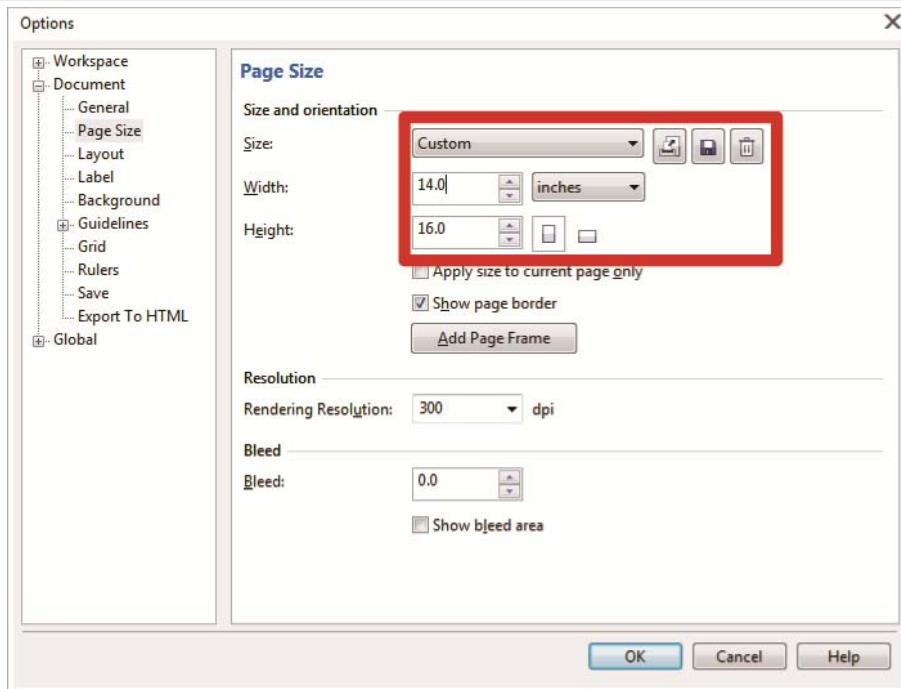 Options
Workspace
Document
General
Page Size
Layout
Label
Background
Guidelines
Grid
Rulers
Save
Export To HTML
Global
Page Size
Size and orientation
Size: Custom
Width: 14.0 inches
Height: 16.0
Apply size to current page only
Show page border
Add Page Frame
Resolution
Rendering Resolution: 300 dpi
Bleed
Bleed: 0.0
Show bleed area
OK Cancel Help